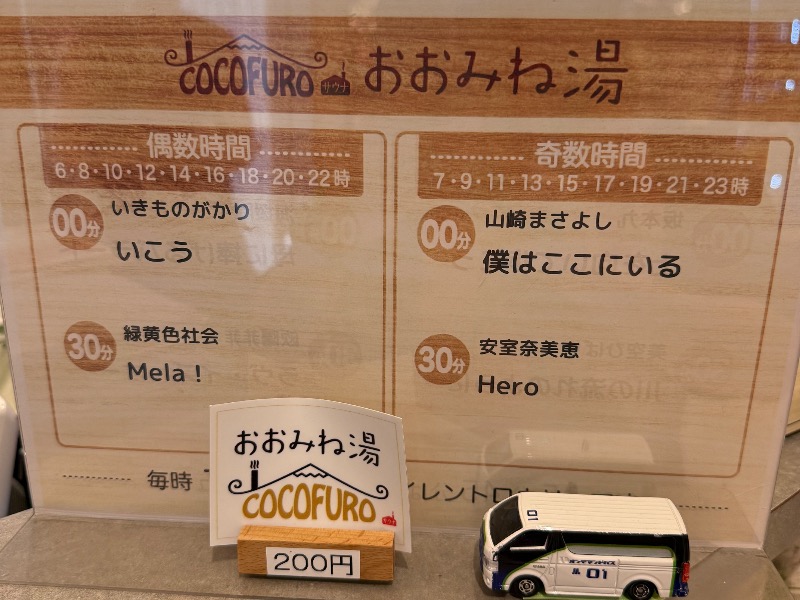 COCOFURO サウナ おおみね湯
偶数時間
6・8・10・12・14・16・18・20・22時
00分 いきものがかり
いこう
30分 緑黄色社会
Mela！
奇数時間
7・9・11・13・15・17・19・21・23時
00分 山崎まさよし
僕はここにいる
30分 安室奈美恵
Hero
毎時
イレントロ
おおみね湯
COCOFURO
200円
01
01